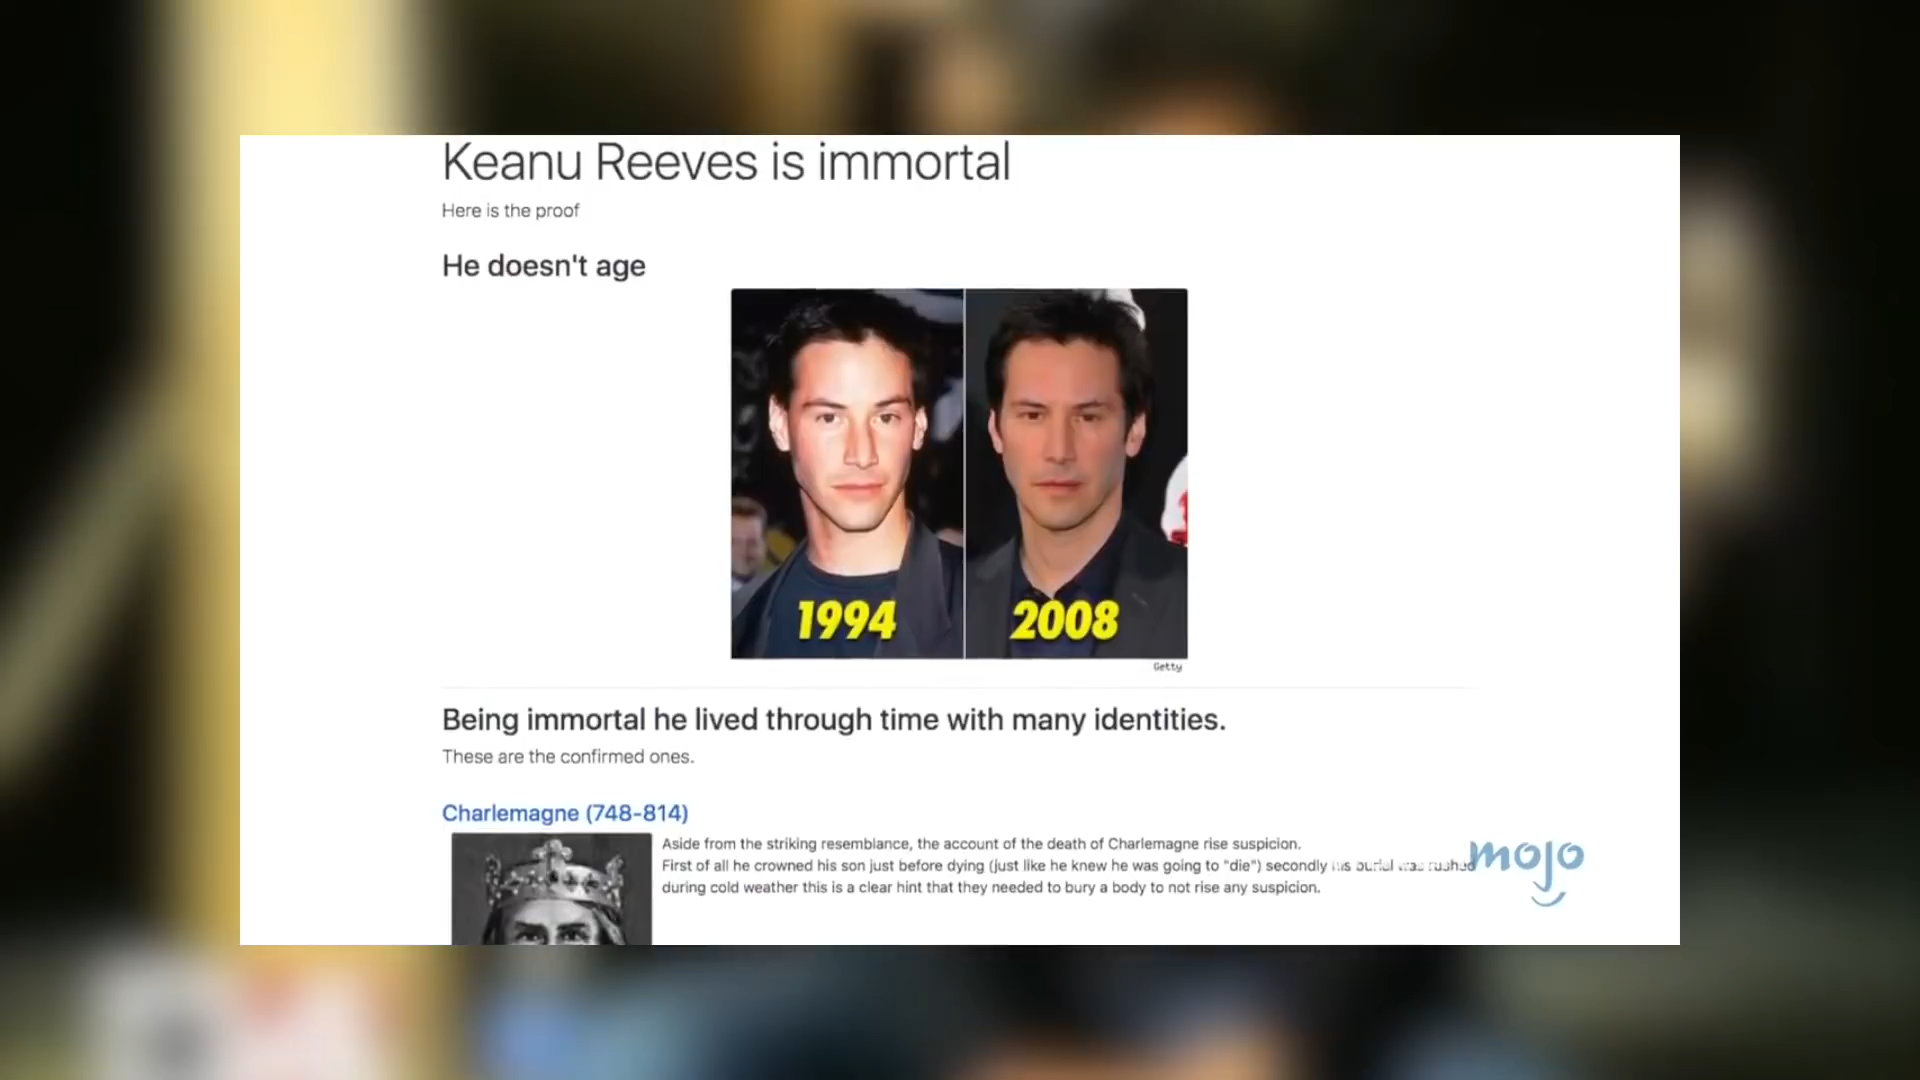 Keanu Reeves is immortal
Here is the proof
He doesn't age
1994
2008
Getty
Being immortal he lived through time with many identities.
These are the confirmed ones.
Charlemagne (748-814)
Aside from the striking resemblance, the account of the death of Charlemagne rise suspicion.
First of all he crowned his son just before dying (just like he knew he was going to "die") secondly his burial was rushed
during cold weather this is a clear hint that they needed to bury a body to not rise any suspicion.
mojo